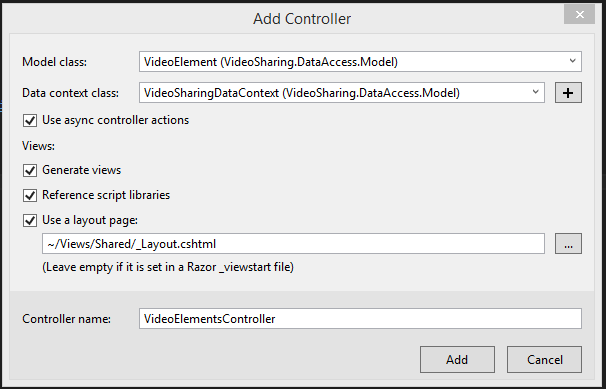 Add Controller
Model class: VideoElement (VideoSharing.DataAccess.Model)
Data context class: VideoSharingDataContext (VideoSharing.DataAccess.Model) +
Use async controller actions
Views:
Generate views
Reference script libraries
Use a layout page:
~/Views/Shared/_Layout.cshtml ...
(Leave empty if it is set in a Razor _viewstart file)
Controller name: VideoElementsController
Add Cancel